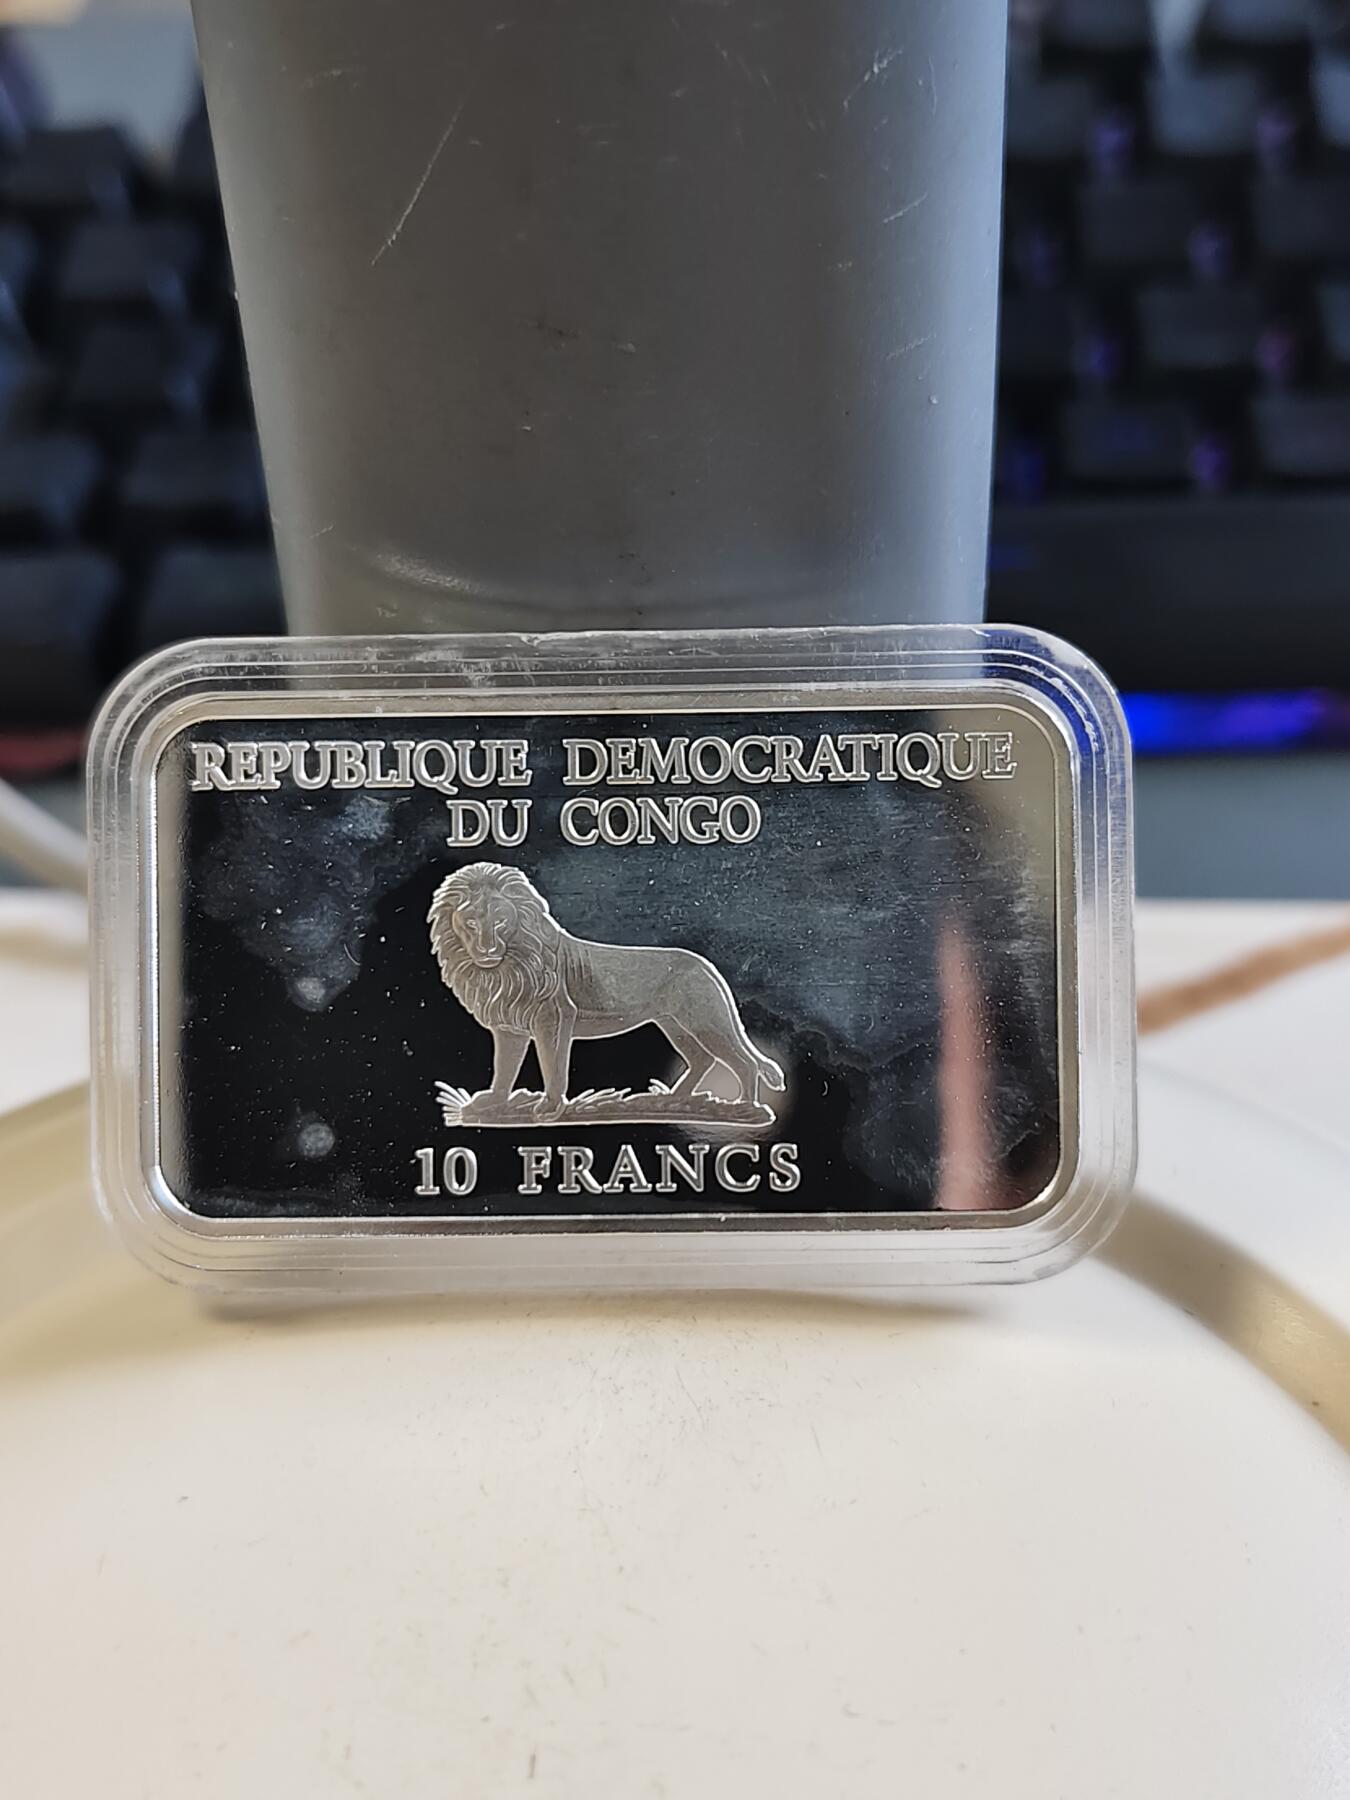 REPUBLIQUE DEMOCRATIQUE
DU CONGO
10 FRANCS